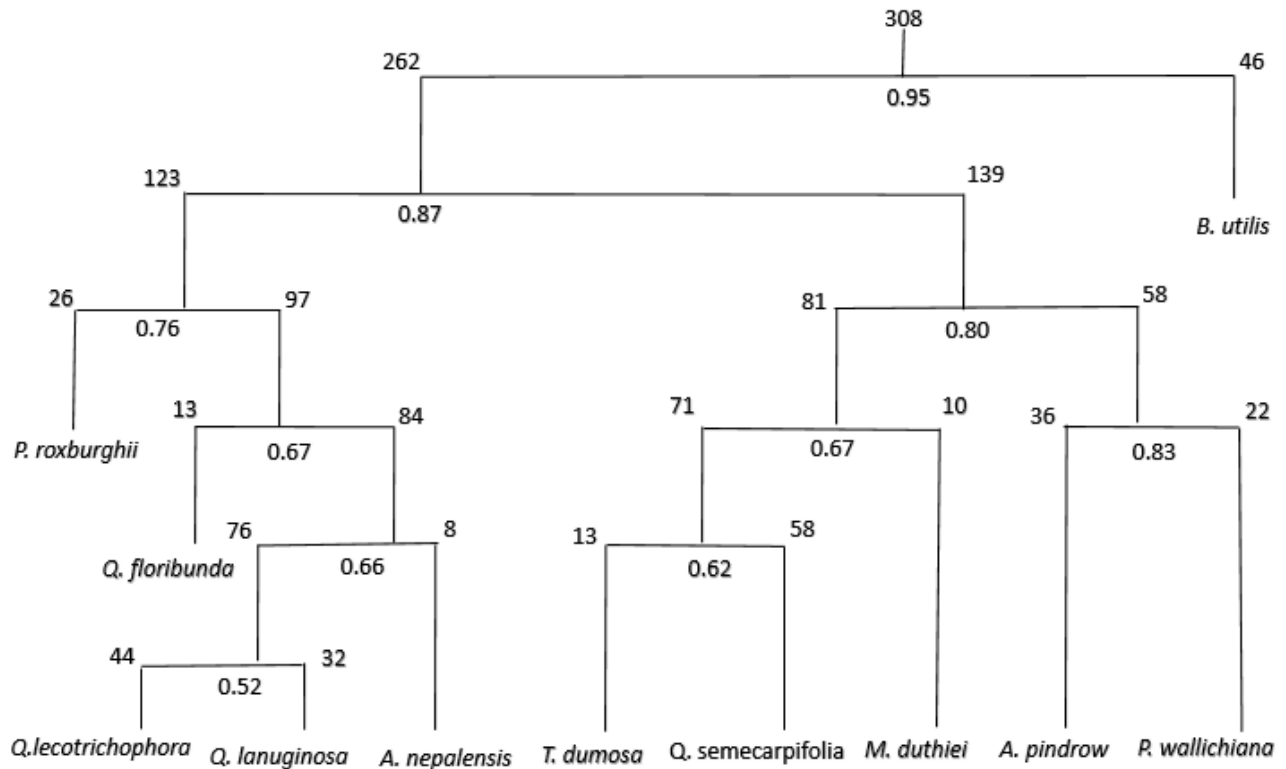 308
262 46
0.95
123 139
0.87
B. utilis
26 97 81 58
0.76 0.80
13 84 71 10 36 22
P. roxburghii 0.67 0.67 0.83
76 8 13 58
Q. floribunda 0.66 0.62
44 32
0.52
Q.lecotrichophora Q. lanuginosa A. nepalensis T. dumosa Q. semecarpifolia M. duthiei A. pindrow P. wallichiana